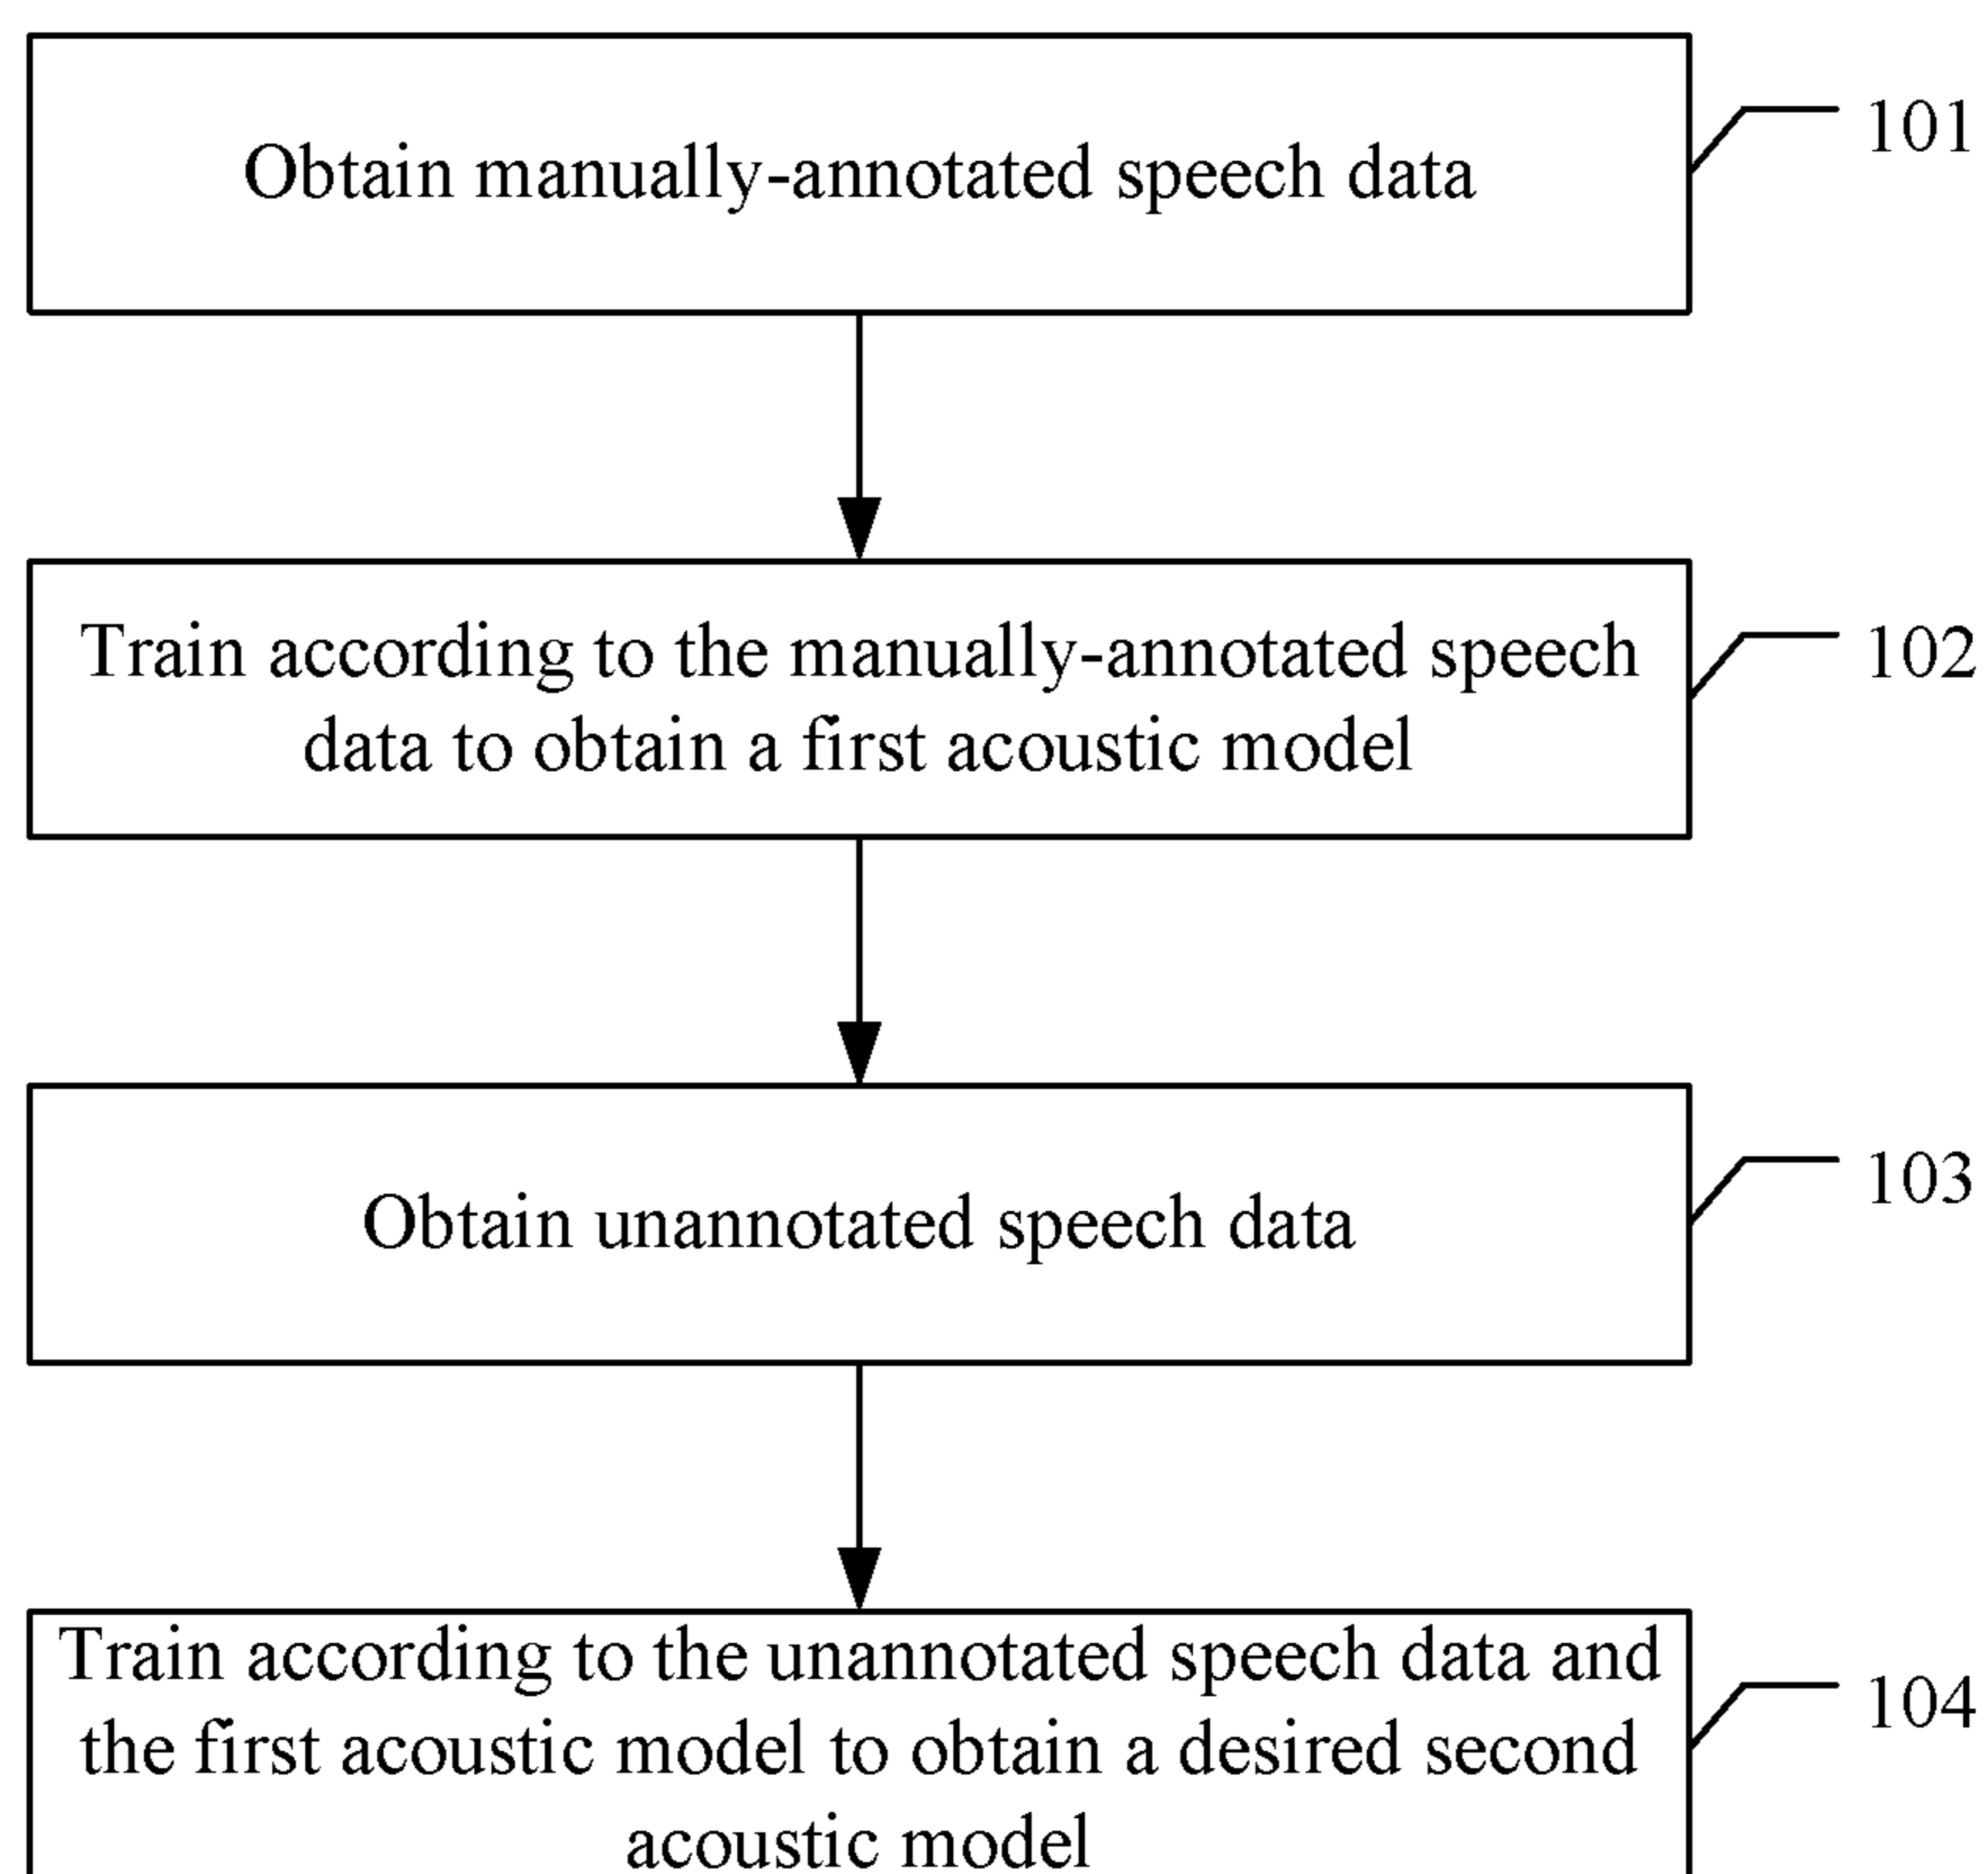 Obtain manually-annotated speech data
101
Train according to the manually-annotated speech
data to obtain a first acoustic model
102
Obtain unannotated speech data
103
Train according to the unannotated speech data and
the first acoustic model to obtain a desired second
acoustic model
104